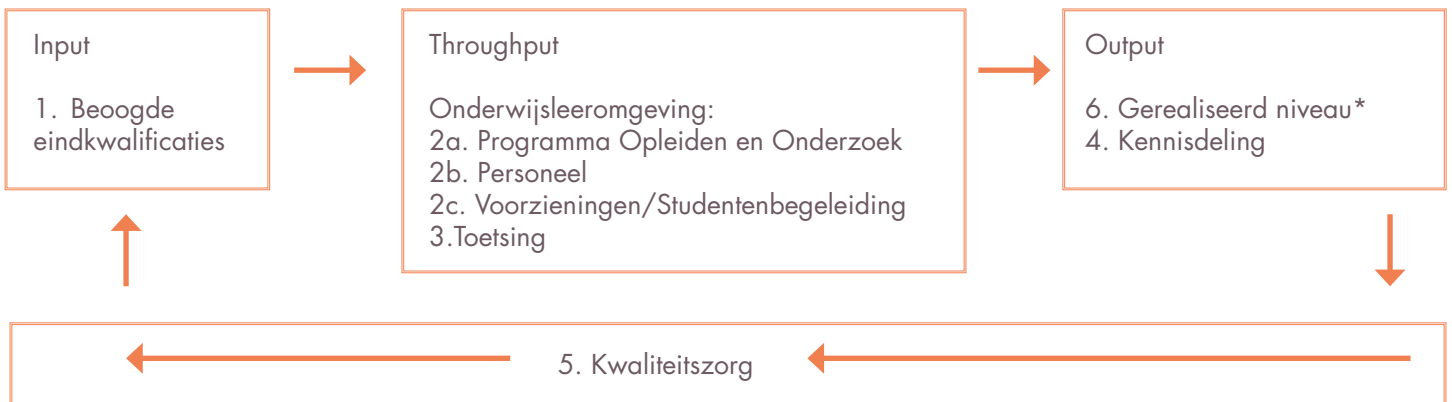 Input
1. Beoogde
eindkwalificaties
Throughput
Onderwijsleeromgeving:
2a. Programma Opleiden en Onderzoek
2b. Personeel
2c. Voorzieningen/Studentenbegeleiding
3.Toetsing
Output
6. Gerealiseerd niveau*
4. Kennisdeling
5. Kwaliteitszorg